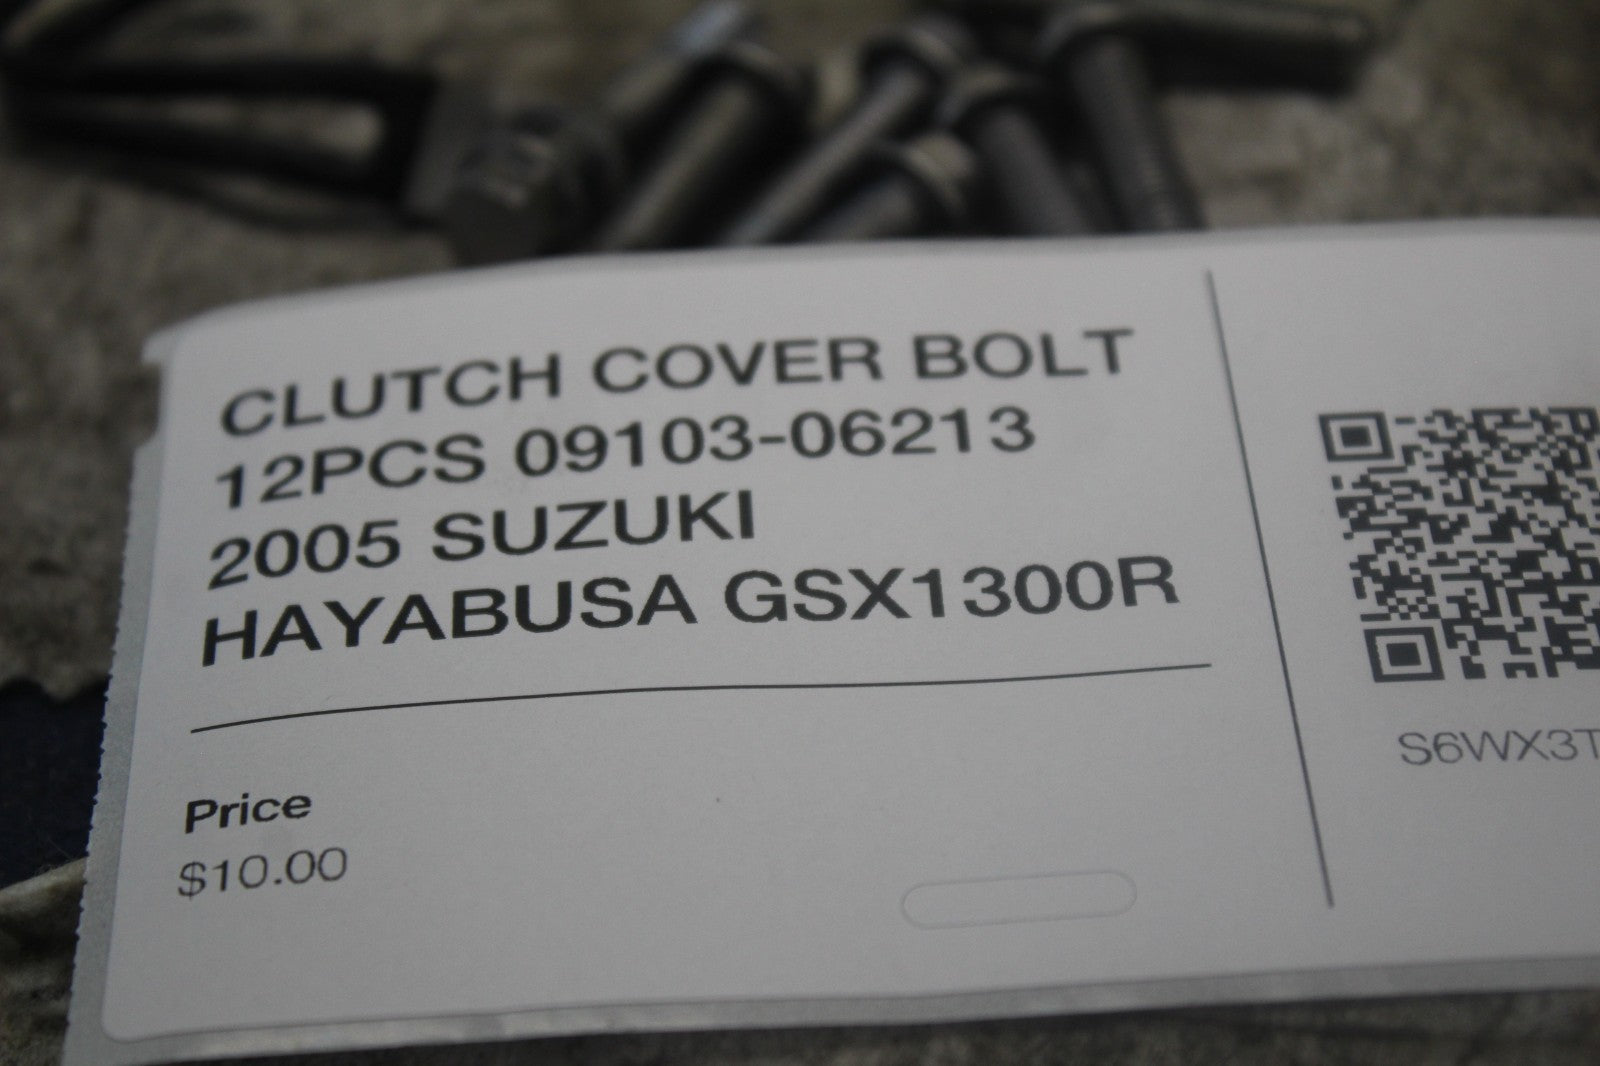 CLUTCH COVER BOLT
12PCS 09103-06213
2005 SUZUKI
HAYABUSA GSX1300R
Price
$10.00
S6WX3T